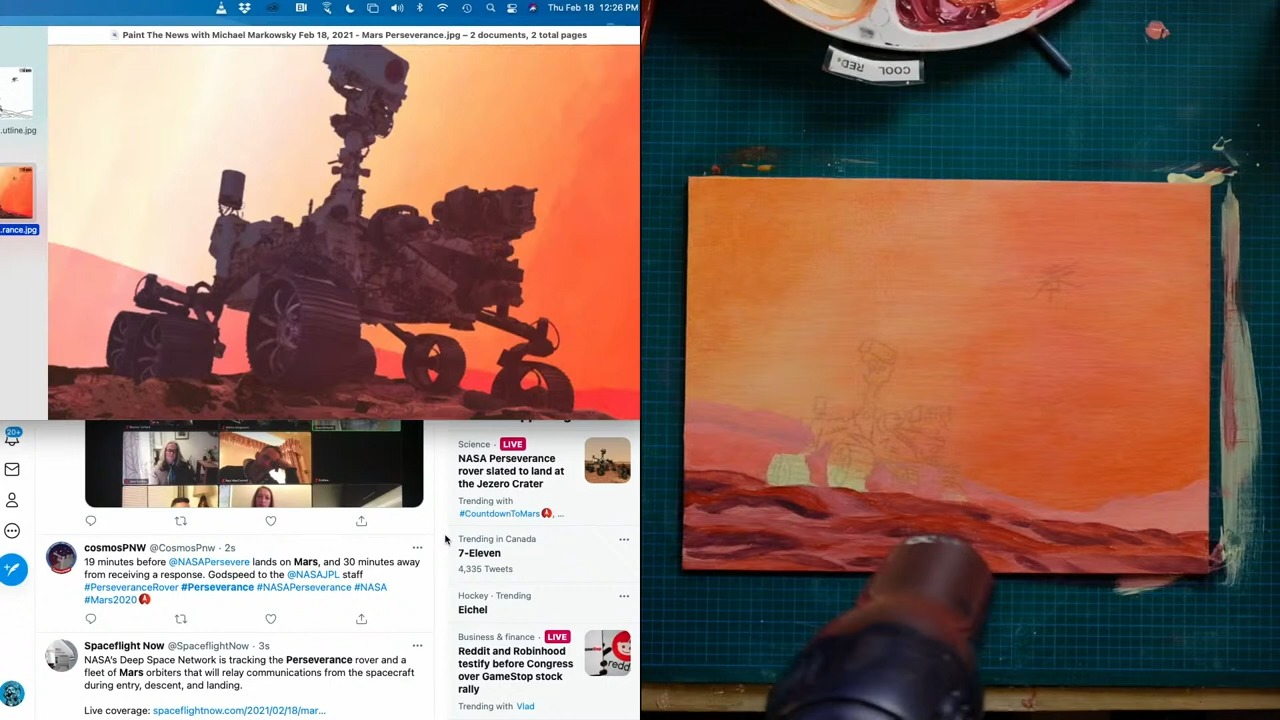 Thu Feb 18 12:26 PM
Paint The News with Michael Markowsky Feb 18, 2021 - Mars Perseverance.jpg – 2 documents, 2 total pages
...utline.jpg
...rance.jpg
COOL RED.
20+
Science · LIVE
NASA Perseverance
rover slated to land at
the Jezero Crater
Trending with
#CountdownToMars, ...
Trending in Canada
7-Eleven
4,335 Tweets
Hockey · Trending
Eichel
Business & finance · LIVE
Reddit and Robinhood
testify before Congress
over GameStop stock
rally
Trending with Vlad
cosmosPNW @CosmosPnw · 2s
19 minutes before @NASAPersevere lands on Mars, and 30 minutes away
from receiving a response. Godspeed to the @NASAJPL staff
#PerseveranceRover #Perseverance #NASAPerseverance #NASA
#Mars2020
Spaceflight Now @SpaceflightNow · 3s
NASA's Deep Space Network is tracking the Perseverance rover and a
fleet of Mars orbiters that will relay communications from the spacecraft
during entry, descent, and landing.
Live coverage: spaceflightnow.com/2021/02/18/mar...